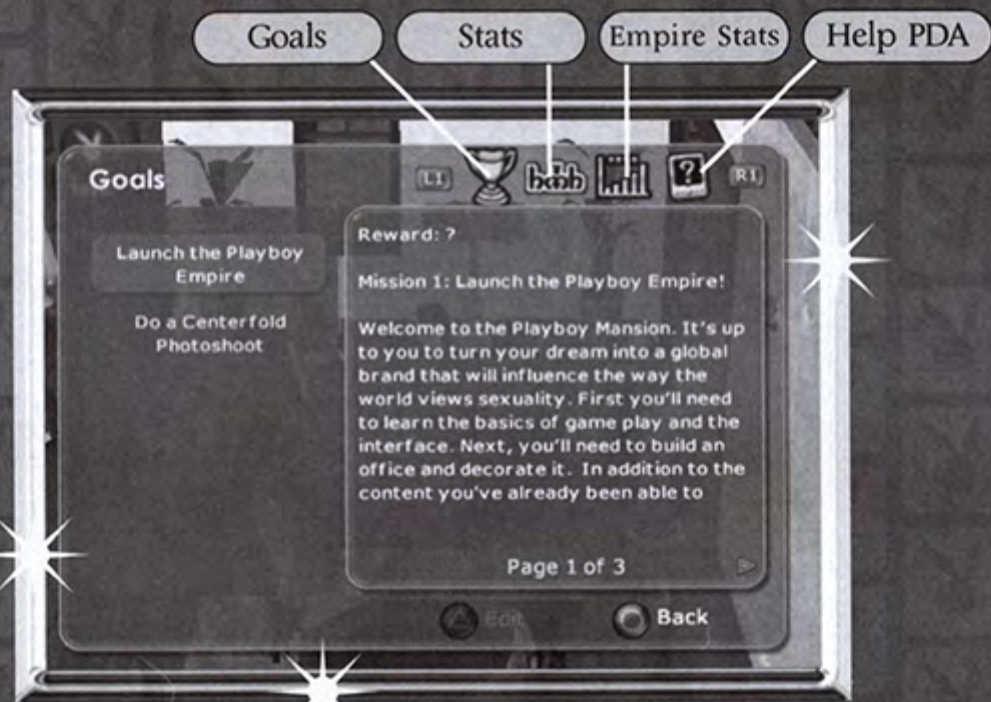 Goals Stats Empire Stats Help PDA
Goals
L1 ? R1
Launch the Playboy
Empire
Do a Centerfold
Photoshoot
Reward: ?
Mission 1: Launch the Playboy Empire!
Welcome to the Playboy Mansion. It's up
to you to turn your dream into a global
brand that will influence the way the
world views sexuality. First you'll need
to learn the basics of game play and the
interface. Next, you'll need to build an
office and decorate it. In addition to the
content you've already been able to
Page 1 of 3
Edit Back